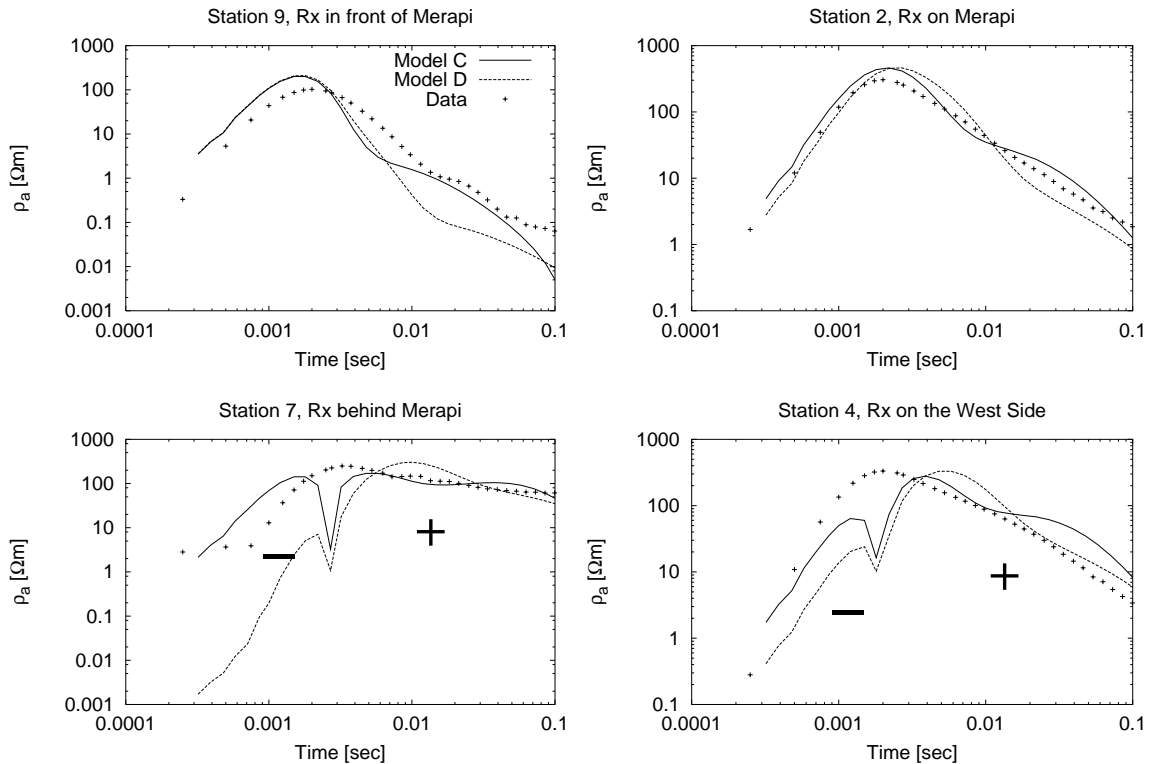 Station 9, Rx in front of Merapi
1000
100
10
1
0.1
0.01
0.001
0.0001
0.001
0.01
0.1
ρa [Ωm]
Time [sec]
Model C
Model D
Data
Station 2, Rx on Merapi
1000
100
10
1
0.1
0.0001
0.001
0.01
0.1
ρa [Ωm]
Time [sec]
Station 7, Rx behind Merapi
1000
100
10
1
0.1
0.01
0.001
0.0001
0.001
0.01
0.1
ρa [Ωm]
Time [sec]
Station 4, Rx on the West Side
1000
100
10
1
0.1
0.0001
0.001
0.01
0.1
ρa [Ωm]
Time [sec]